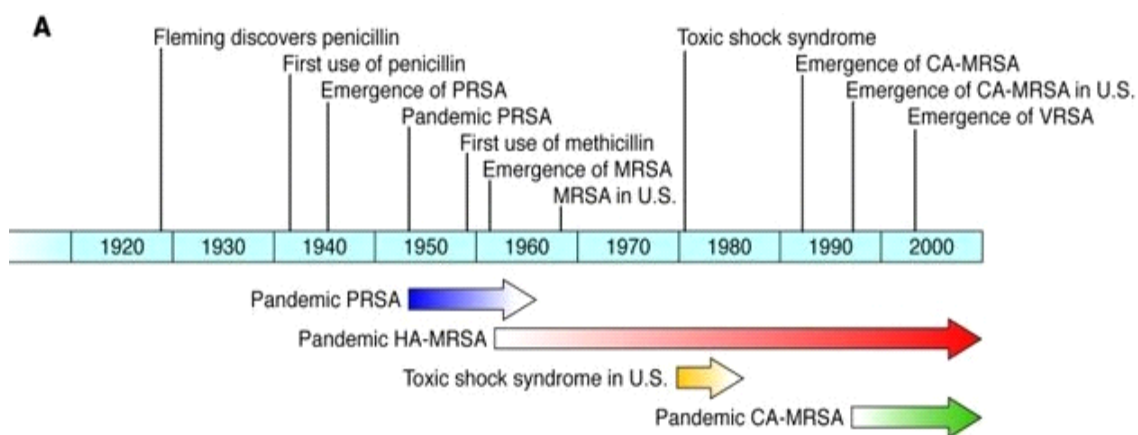 A
Fleming discovers penicillin
Toxic shock syndrome
First use of penicillin
Emergence of CA-MRSA
Emergence of PRSA
Emergence of CA-MRSA in U.S.
Pandemic PRSA
Emergence of VRSA
First use of methicillin
Emergence of MRSA
MRSA in U.S.
1920 1930 1940 1950 1960 1970 1980 1990 2000
Pandemic PRSA
Pandemic HA-MRSA
Toxic shock syndrome in U.S.
Pandemic CA-MRSA